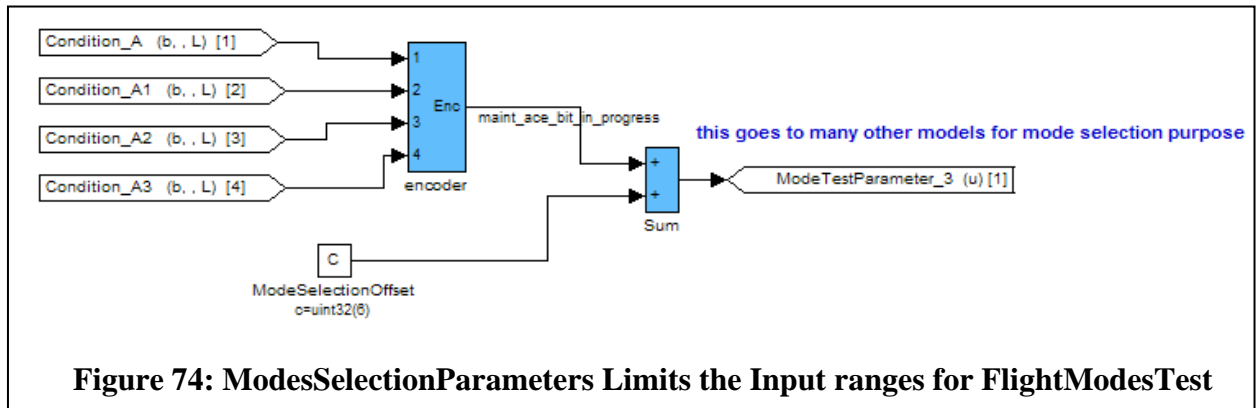 Condition_A (b, , L) [1]
Condition_A1 (b, , L) [2]
Condition_A2 (b, , L) [3]
Condition_A3 (b, , L) [4]
1
2
3
4
Enc
encoder
maint_ace_bit_in_progress
this goes to many other models for mode selection purpose
+
+
Sum
ModeTestParameter_3 (u) [1]
C
ModeSelectionOffset
c=uint32(6)
Figure 74: ModesSelectionParameters Limits the Input ranges for FlightModesTest